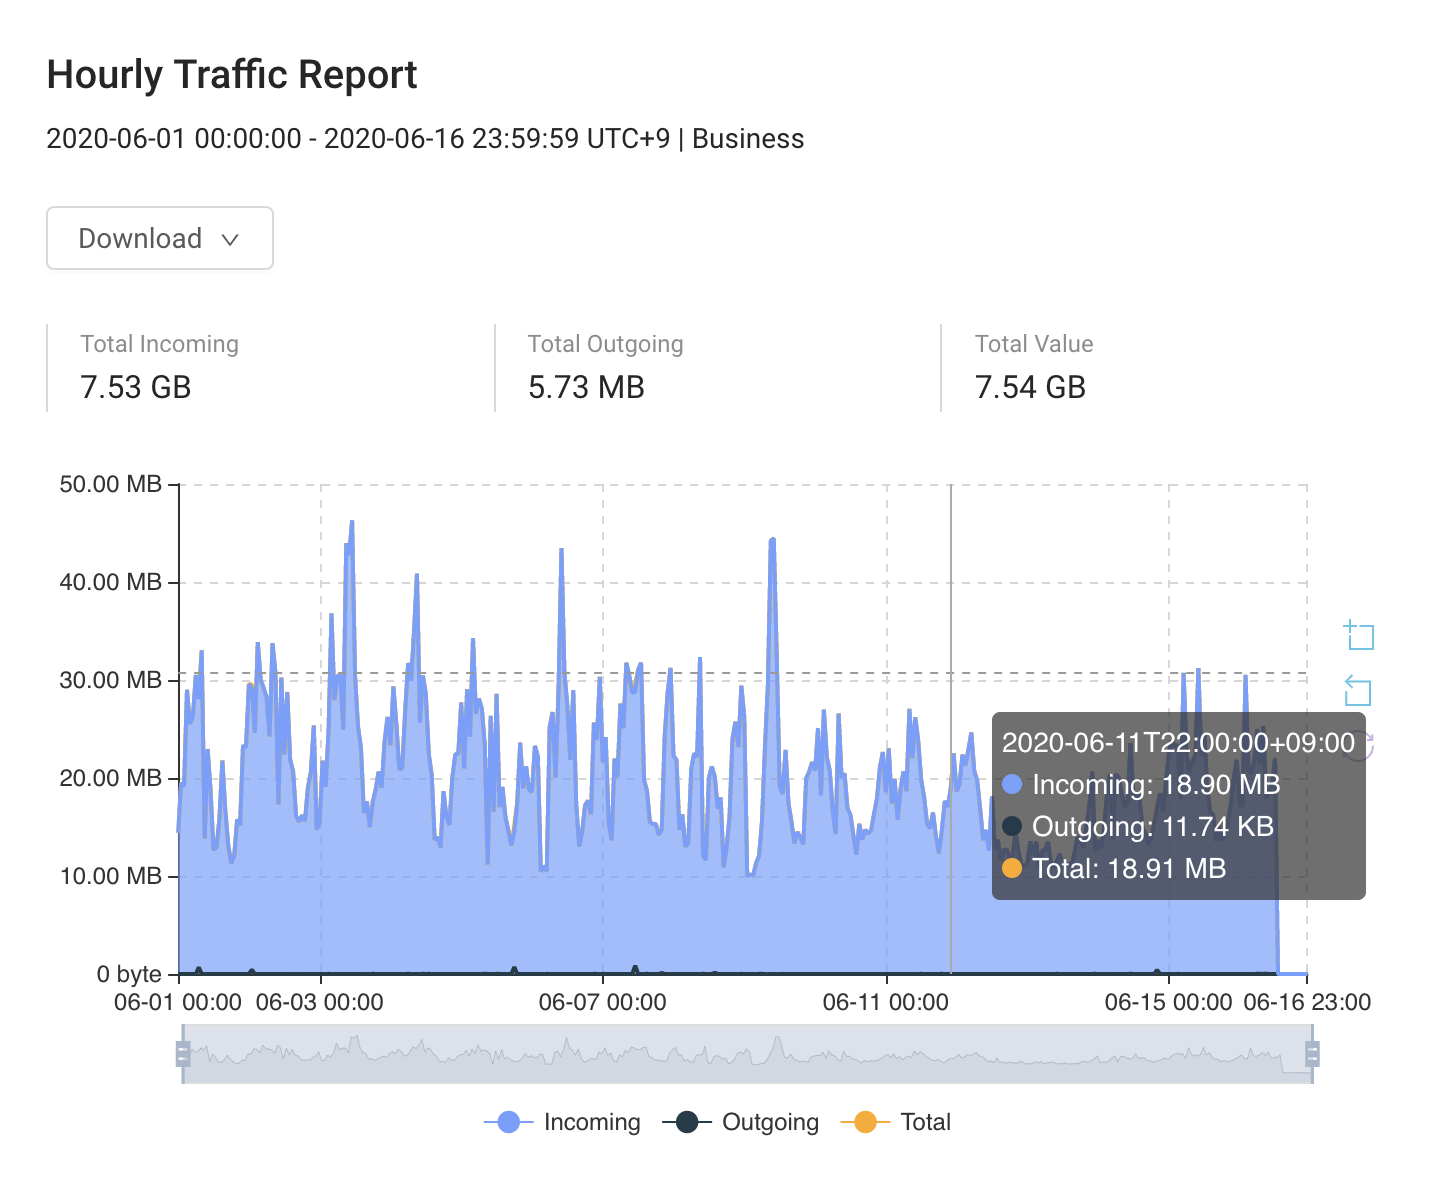 Hourly Traffic Report
2020-06-01 00:00:00 - 2020-06-16 23:59:59 UTC+9 | Business
Download
Total Incoming
7.53 GB
Total Outgoing
5.73 MB
Total Value
7.54 GB
50.00 MB
40.00 MB
30.00 MB
20.00 MB
10.00 MB
0 byte
2020-06-11T22:00:00+09:00
Incoming: 18.90 MB
Outgoing: 11.74 KB
Total: 18.91 MB
06-01 00:00 06-03 00:00 06-07 00:00 06-11 00:00 06-15 00:00 06-16 23:00
Incoming Outgoing Total